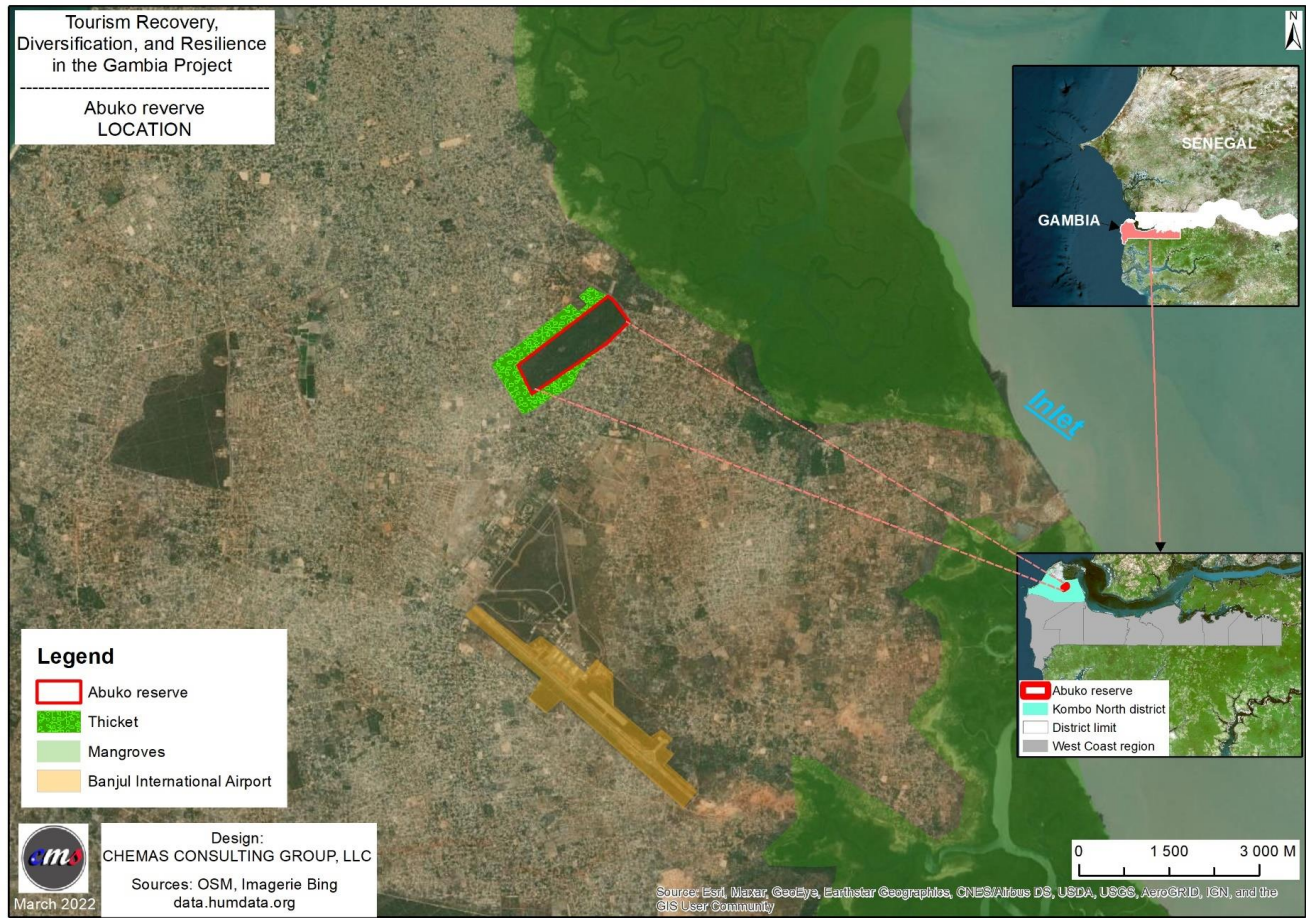 Tourism Recovery,
Diversification, and Resilience
in the Gambia Project
Abuko reverve
LOCATION
N
SENEGAL
GAMBIA
Inlet
Abuko reserve
Kombo North district
District limit
West Coast region
Legend
Abuko reserve
Thicket
Mangroves
Banjul International Airport
cms
March 2022
Design:
CHEMAS CONSULTING GROUP, LLC
Sources: OSM, Imagerie Bing
data.humdata.org
0 1 500 3 000 M
Source: Esri, Maxar, GeoEye, Earthstar Geographics, CNES/Airbus DS, USDA, USGS, AeroGRID, IGN, and the
GIS User Community